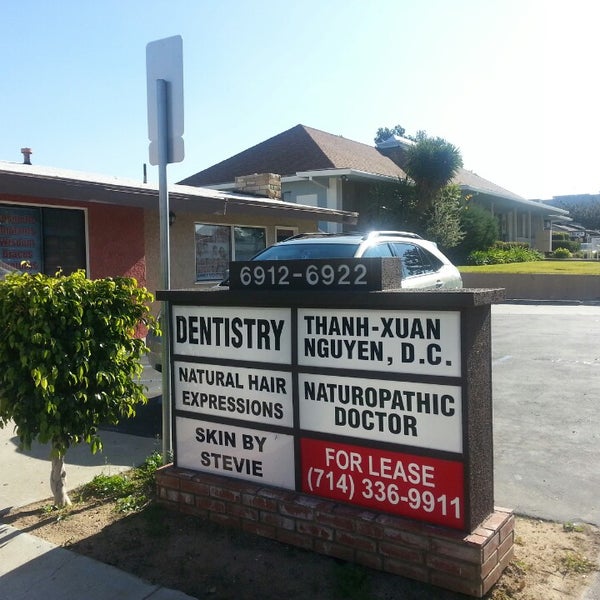 6912-6922
DENTISTRY
THANH-XUAN
NGUYEN, D.C.
NATURAL HAIR
EXPRESSIONS
NATUROPATHIC
DOCTOR
SKIN BY
STEVIE
FOR LEASE
(714) 336-9911